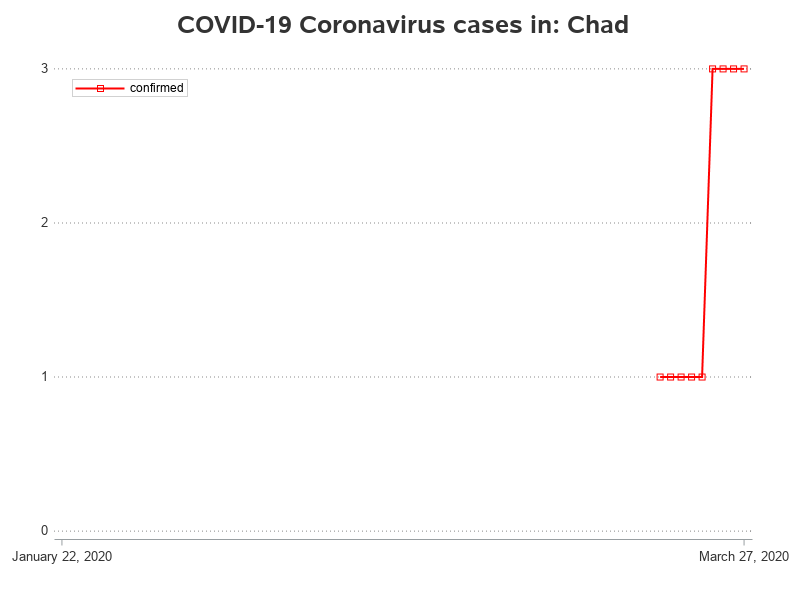 COVID-19 Coronavirus cases in: Chad
3
confirmed
2
1
0
January 22, 2020
March 27, 2020